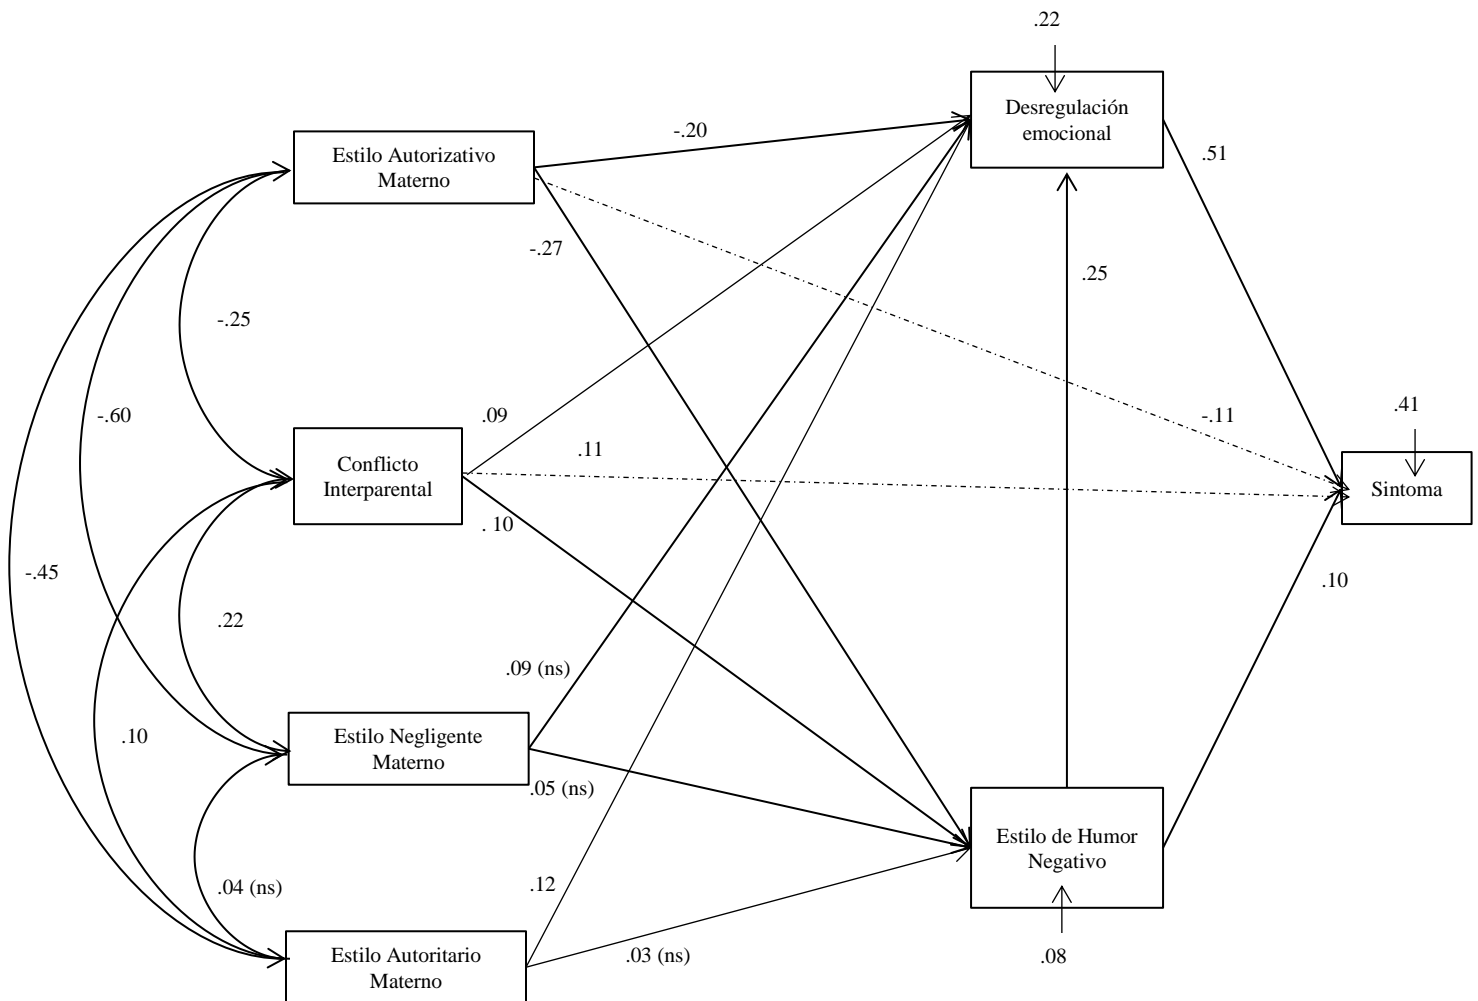 .22
Desregulación
emocional
-.20
Estilo Autorizativo
Materno
.51
-.27
.25
-.25
-.60
.09
-.11
.41
Conflicto
Interparental
.11
Sintoma
. 10
-.45
.10
.22
.09 (ns)
.10
Estilo Negligente
Materno
.05 (ns)
Estilo de Humor
Negativo
.04 (ns)
.12
Estilo Autoritario
Materno
.03 (ns)
.08